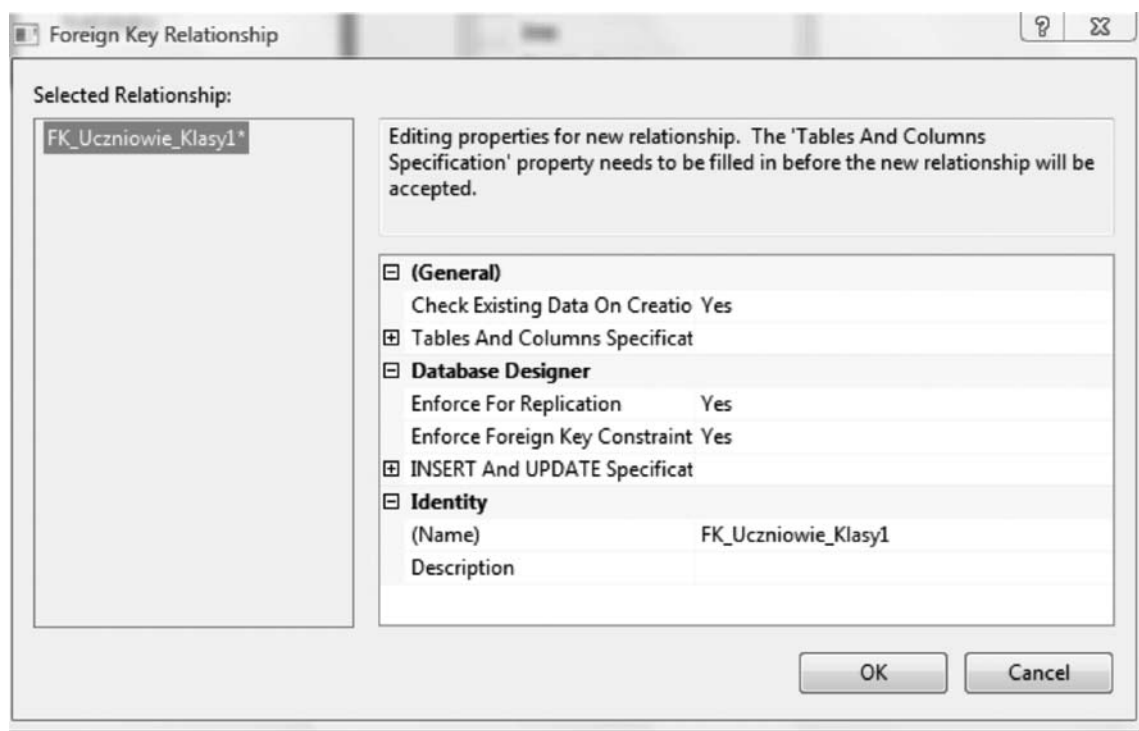 Foreign Key Relationship
Selected Relationship:
FK_Uczniowie_Klasy1*
Editing properties for new relationship. The 'Tables And Columns
Specification' property needs to be filled in before the new relationship will be
accepted.
(General)
Check Existing Data On Creatio Yes
Tables And Columns Specificat
Database Designer
Enforce For Replication Yes
Enforce Foreign Key Constraint Yes
INSERT And UPDATE Specificat
Identity
(Name) FK_Uczniowie_Klasy1
Description
OK Cancel